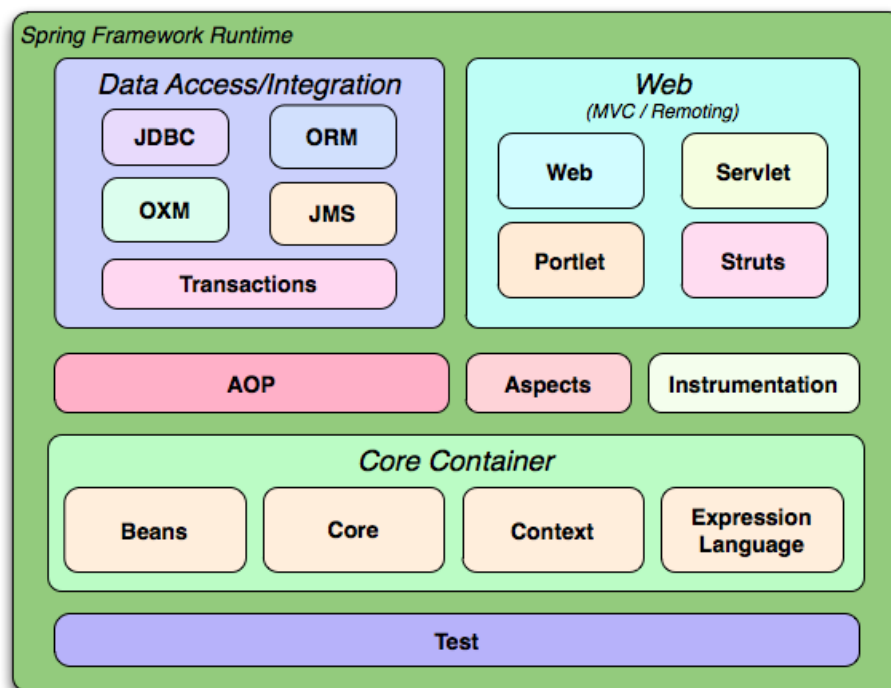 Spring Framework Runtime
Data Access/Integration
JDBC
ORM
OXM
JMS
Transactions
Web
(MVC / Remoting)
Web
Servlet
Portlet
Struts
AOP
Aspects
Instrumentation
Core Container
Beans
Core
Context
Expression
Language
Test